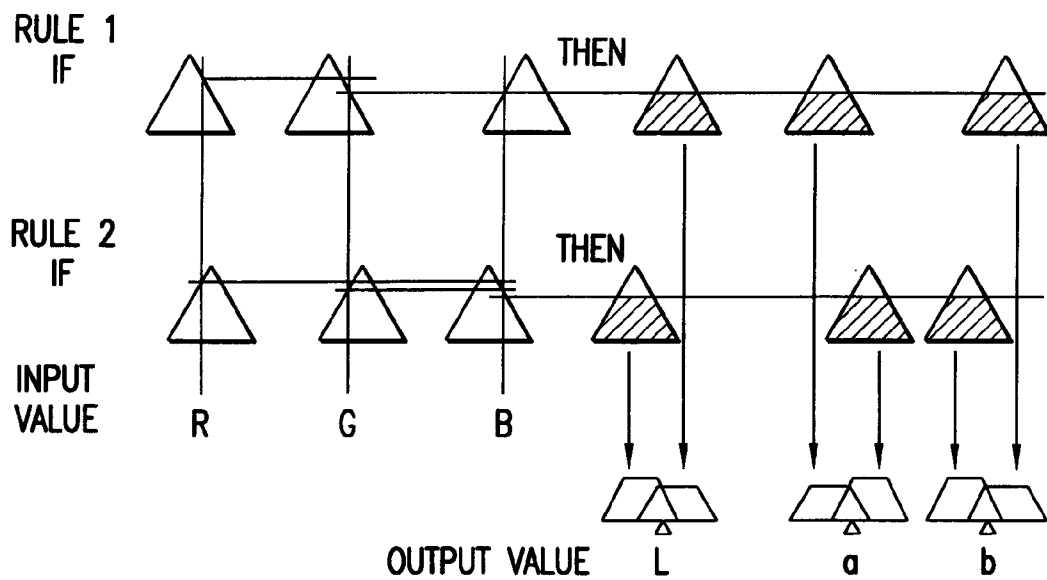 RULE 1
IF
THEN
RULE 2
IF
THEN
INPUT
VALUE
R G B
OUTPUT VALUE L a b